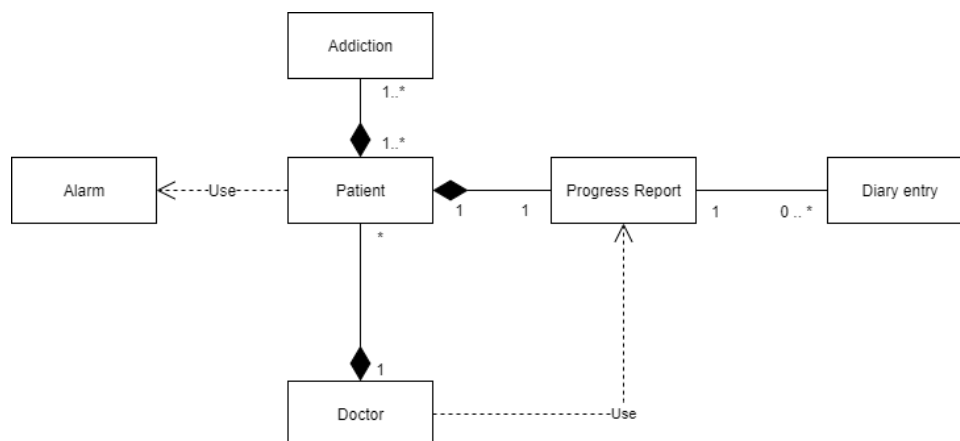 Addiction
1..*
1..*
Alarm
Use
Patient
1
1
Progress Report
1
0 .. *
Diary entry
*
1
Doctor
Use